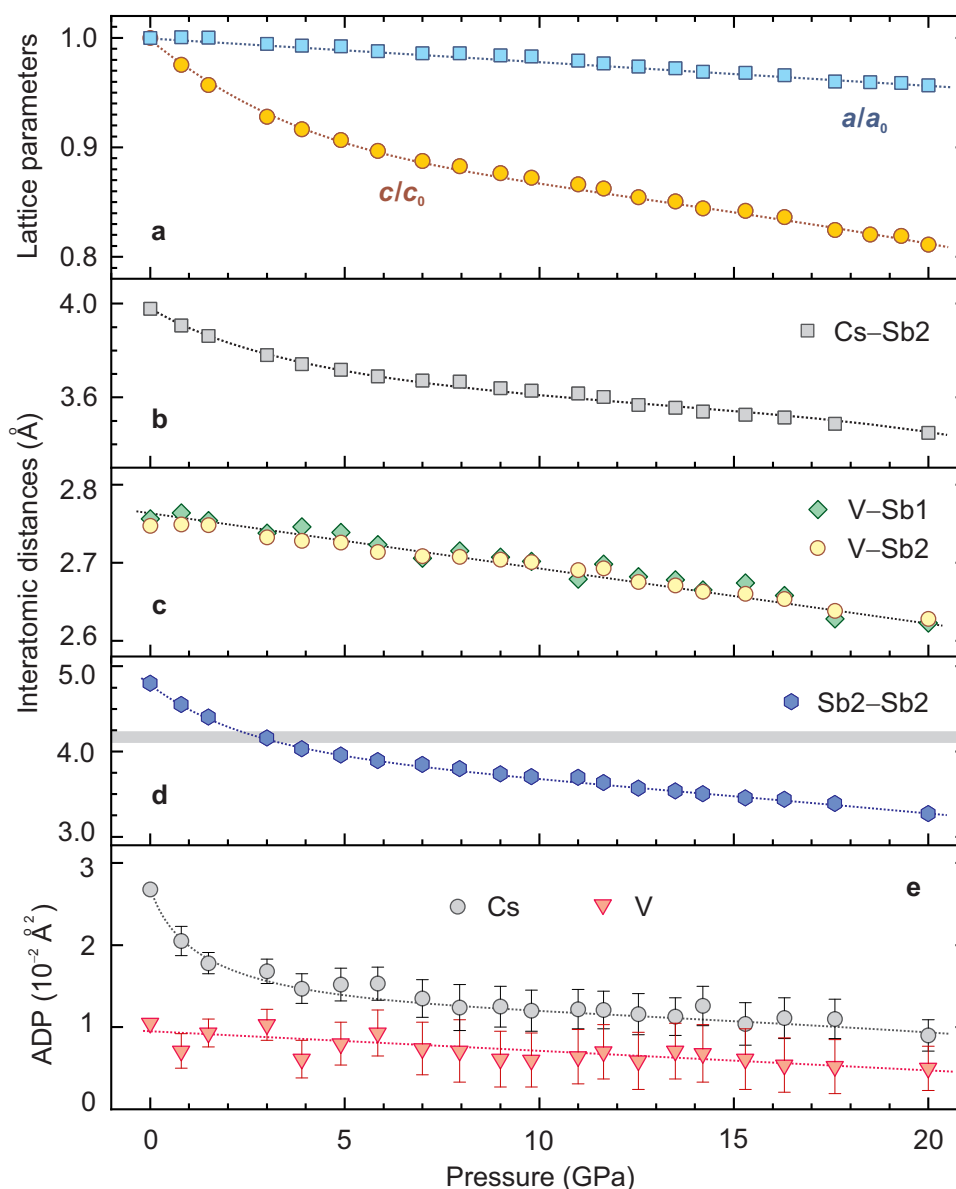 Lattice parameters
1.0
0.9
0.8
a/a₀
c/c₀
a
Interatomic distances (Å)
4.0
3.6
Cs–Sb2
b
2.8
2.7
2.6
V–Sb1
V–Sb2
c
5.0
4.0
3.0
Sb2–Sb2
d
ADP (10⁻² Å²)
3
2
1
0
Cs
V
e
0
5
10
15
20
Pressure (GPa)